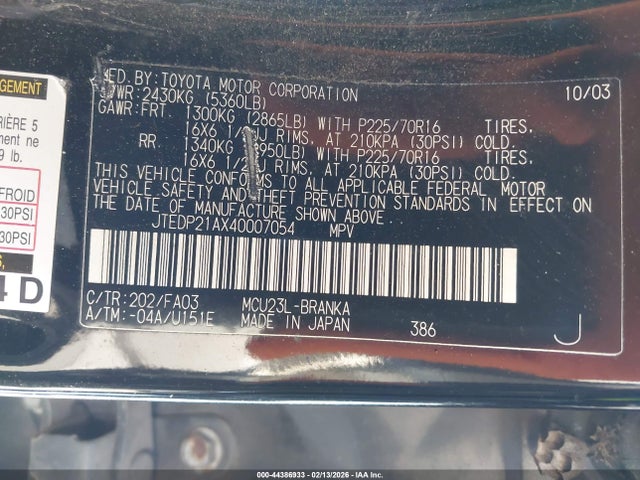 AGEMENT
RIÈRE 5
ment ne
9 lb.
FROID
30PSI
30PSI
4 D
MFD. BY: TOYOTA MOTOR CORPORATION 10/03
GVWR: 2430KG (5360LB)
GAWR: FRT 1300KG (2865LB) WITH P225/70R16 TIRES.
16X6 1/2JJ RIMS, AT 210KPA (30PSI) COLD.
RR 1340KG (2950LB) WITH P225/70R16 TIRES.
16X6 1/2JJ RIMS, AT 210KPA (30PSI) COLD.
THIS VEHICLE CONFORMS TO ALL APPLICABLE FEDERAL MOTOR
VEHICLE SAFETY AND THEFT PREVENTION STANDARDS IN EFFECT ON
THE DATE OF MANUFACTURE SHOWN ABOVE.
JTEDP21AX40007054 MPV
C/TR: 202/FA03 MCU23L-BRANKA
A/TM: -04A/U151E MADE IN JAPAN 386 J
000-44386933 - 02/13/2026 - IAA Inc.